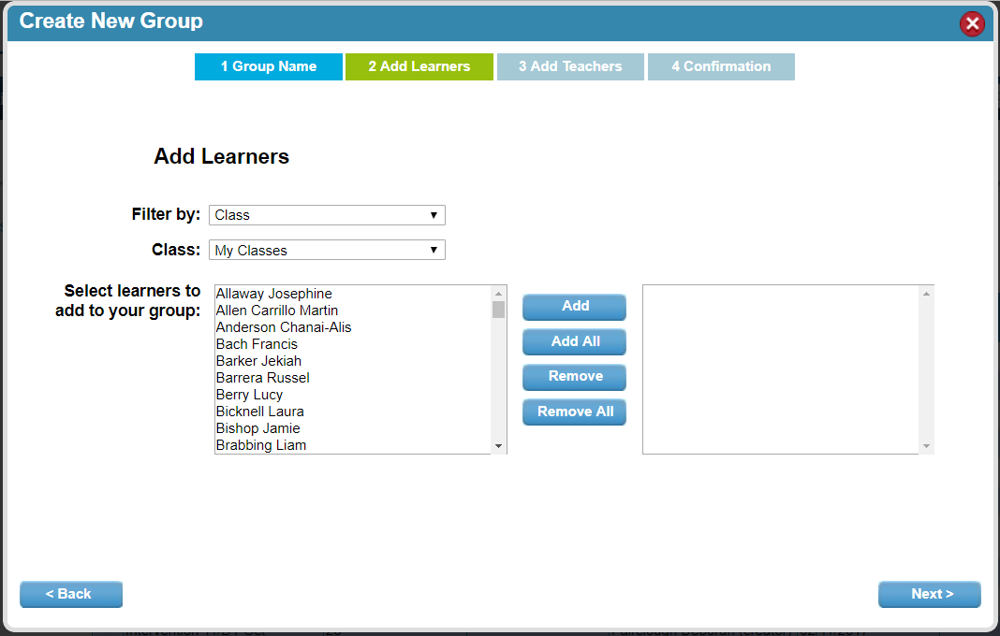 Create New Group
1 Group Name
2 Add Learners
3 Add Teachers
4 Confirmation
Add Learners
Filter by:
Class
Class:
My Classes
Select learners to
add to your group:
Allaway Josephine
Allen Carrillo Martin
Anderson Chanai-Alis
Bach Francis
Barker Jekiah
Barrera Russel
Berry Lucy
Bicknell Laura
Bishop Jamie
Brabbing Liam
Add
Add All
Remove
Remove All
< Back
Next >